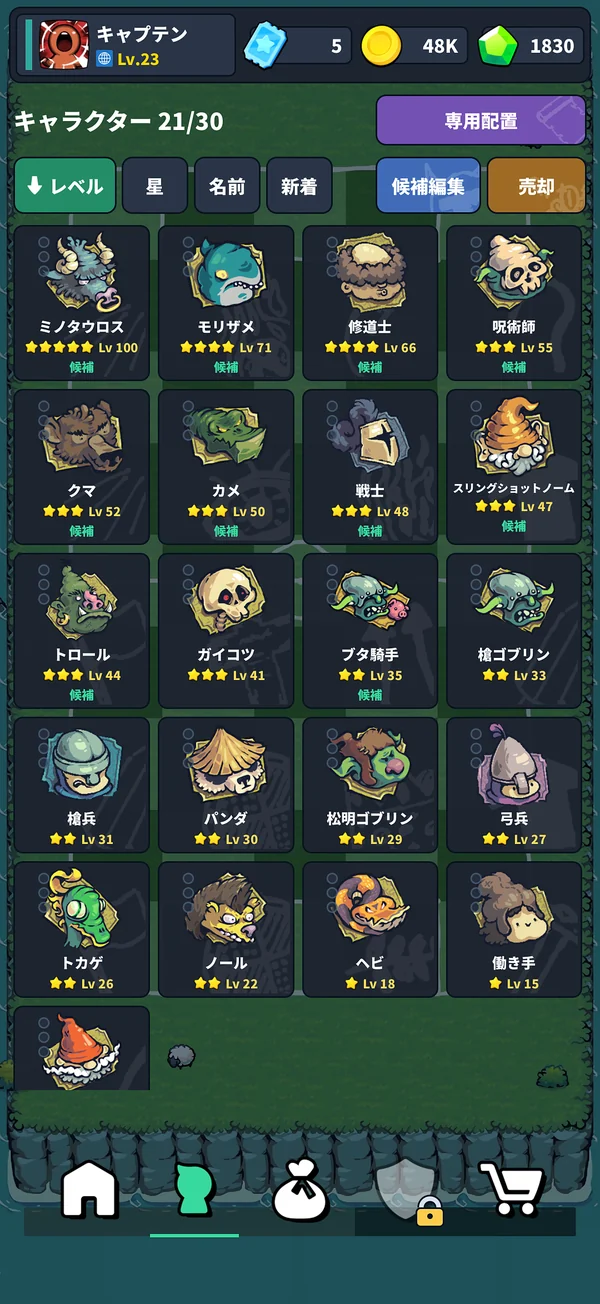 キャプテン
Lv.23
5
48K
1830
キャラクター 21/30
専用配置
レベル
星
名前
新着
候補編集
売却
ミノタウロス
Lv 100
候補
モリザメ
Lv 71
候補
修道士
Lv 66
候補
呪術師
Lv 55
候補
クマ
Lv 52
候補
カメ
Lv 50
候補
戦士
Lv 48
候補
スリングショットノーム
Lv 47
候補
トロール
Lv 44
候補
ガイコツ
Lv 41
ブタ騎手
Lv 35
候補
槍ゴブリン
Lv 33
槍兵
Lv 31
パンダ
Lv 30
松明ゴブリン
Lv 29
弓兵
Lv 27
トカゲ
Lv 26
ノール
Lv 22
ヘビ
Lv 18
働き手
Lv 15